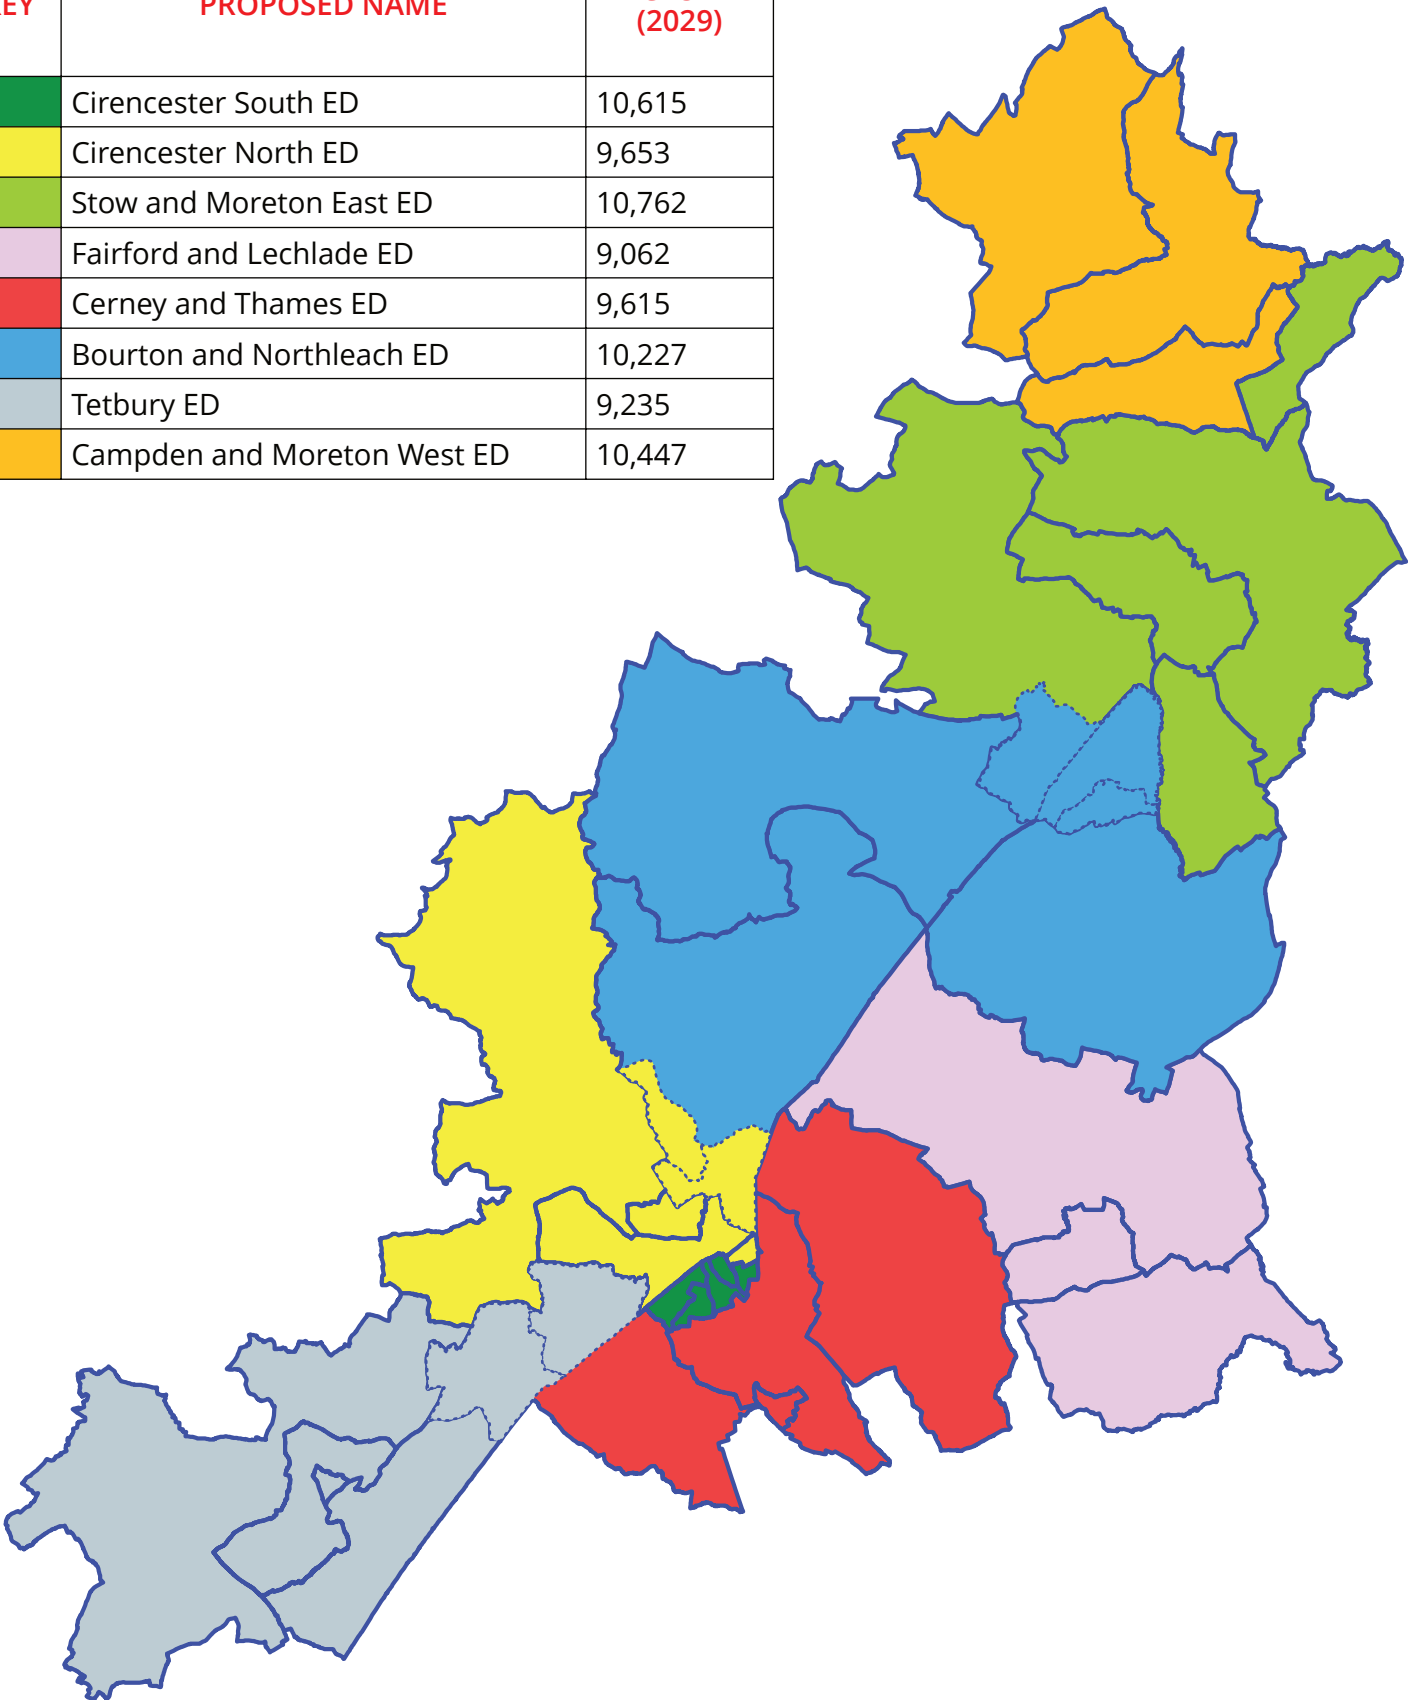 EY PROPOSED NAME
(2029)
Cirencester South ED 10,615
Cirencester North ED 9,653
Stow and Moreton East ED 10,762
Fairford and Lechlade ED 9,062
Cerney and Thames ED 9,615
Bourton and Northleach ED 10,227
Tetbury ED 9,235
Campden and Moreton West ED 10,447